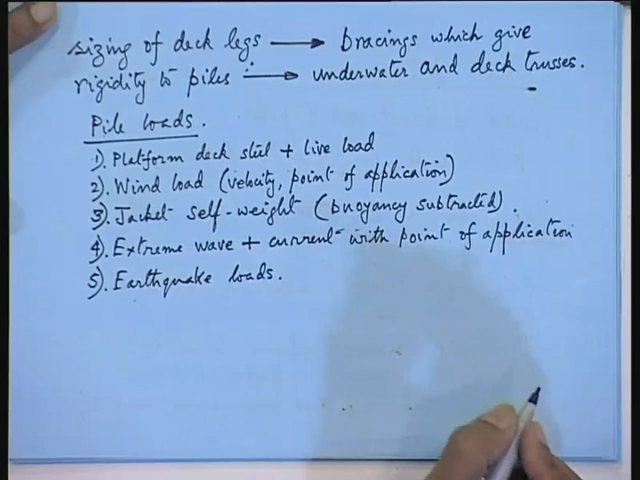 sizing of deck legs → bracings which give
rigidity to piles → underwater and deck trusses.
Pile loads.
1). Platform deck steel + live load
2). Wind load (velocity, point of application)
3). Jacket self-weight (buoyancy subtracted).
4). Extreme wave + current with point of application
5). Earthquake loads.